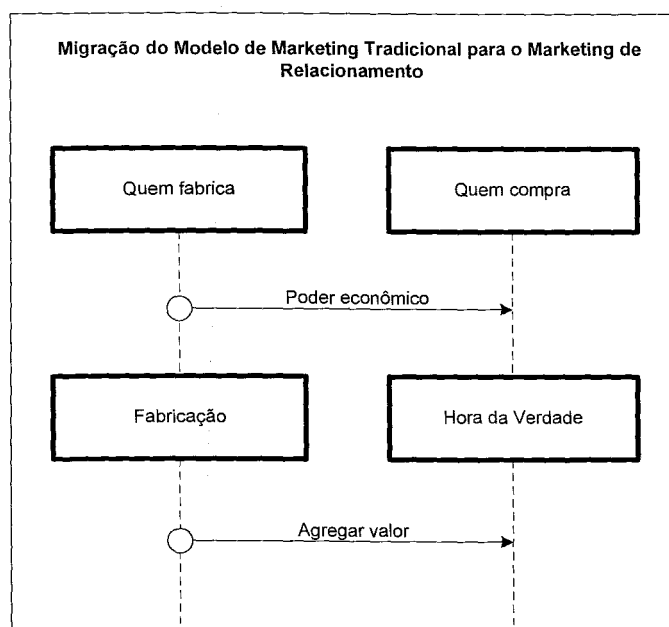 Migração do Modelo de Marketing Tradicional para o Marketing de
Relacionamento
Quem fabrica
Quem compra
Poder econômico
Fabricação
Hora da Verdade
Agregar valor